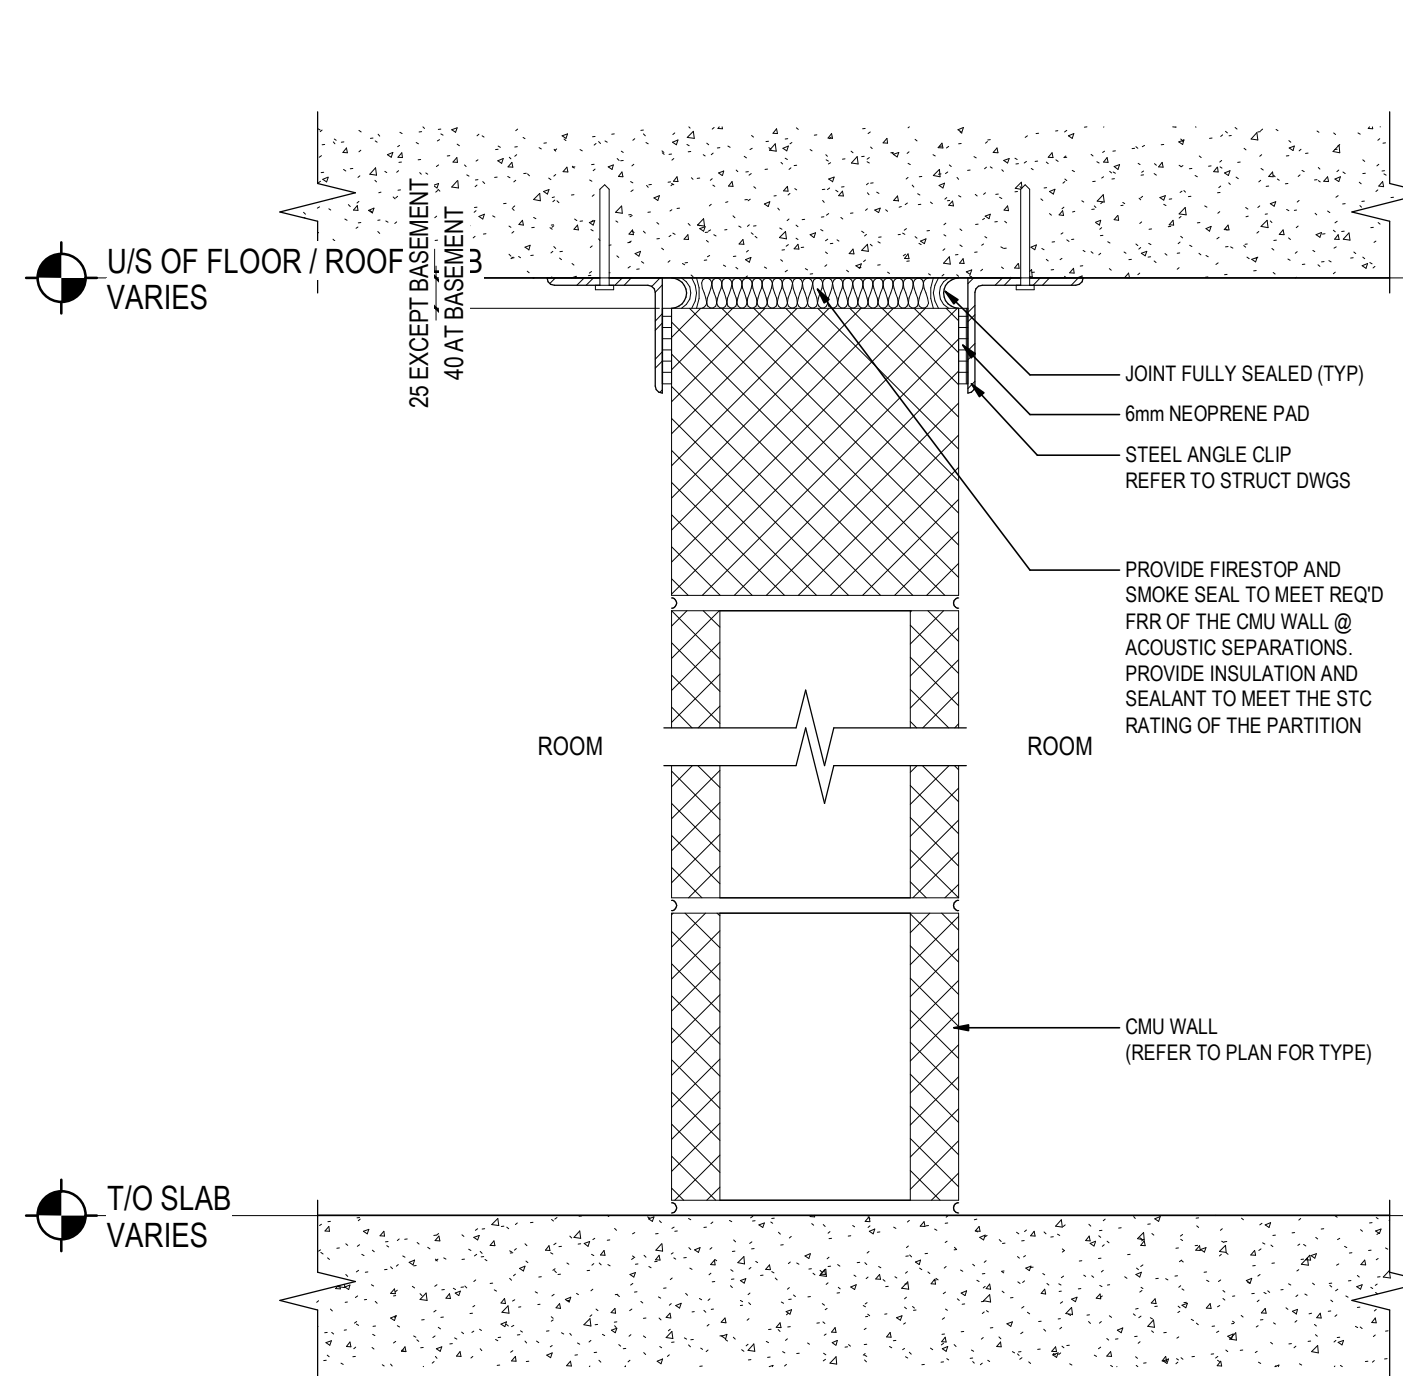 25 EXCEPT BASEMENT
40 AT BASEMENT
U/S OF FLOOR / ROOF
VARIES
JOINT FULLY SEALED (TYP)
6mm NEOPRENE PAD
STEEL ANGLE CLIP
REFER TO STRUCT DWGS
PROVIDE FIRESTOP AND
SMOKE SEAL TO MEET REQ'D
FRR OF THE CMU WALL @
ACOUSTIC SEPARATIONS.
PROVIDE INSULATION AND
SEALANT TO MEET THE STC
RATING OF THE PARTITION
ROOM
ROOM
CMU WALL
(REFER TO PLAN FOR TYPE)
T/O SLAB
VARIES